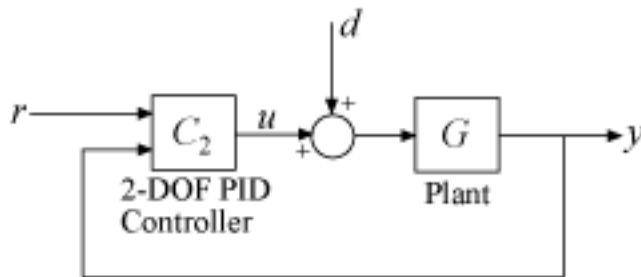 d
+
r
C2
u
+
G
y
2-DOF PID
Controller
Plant